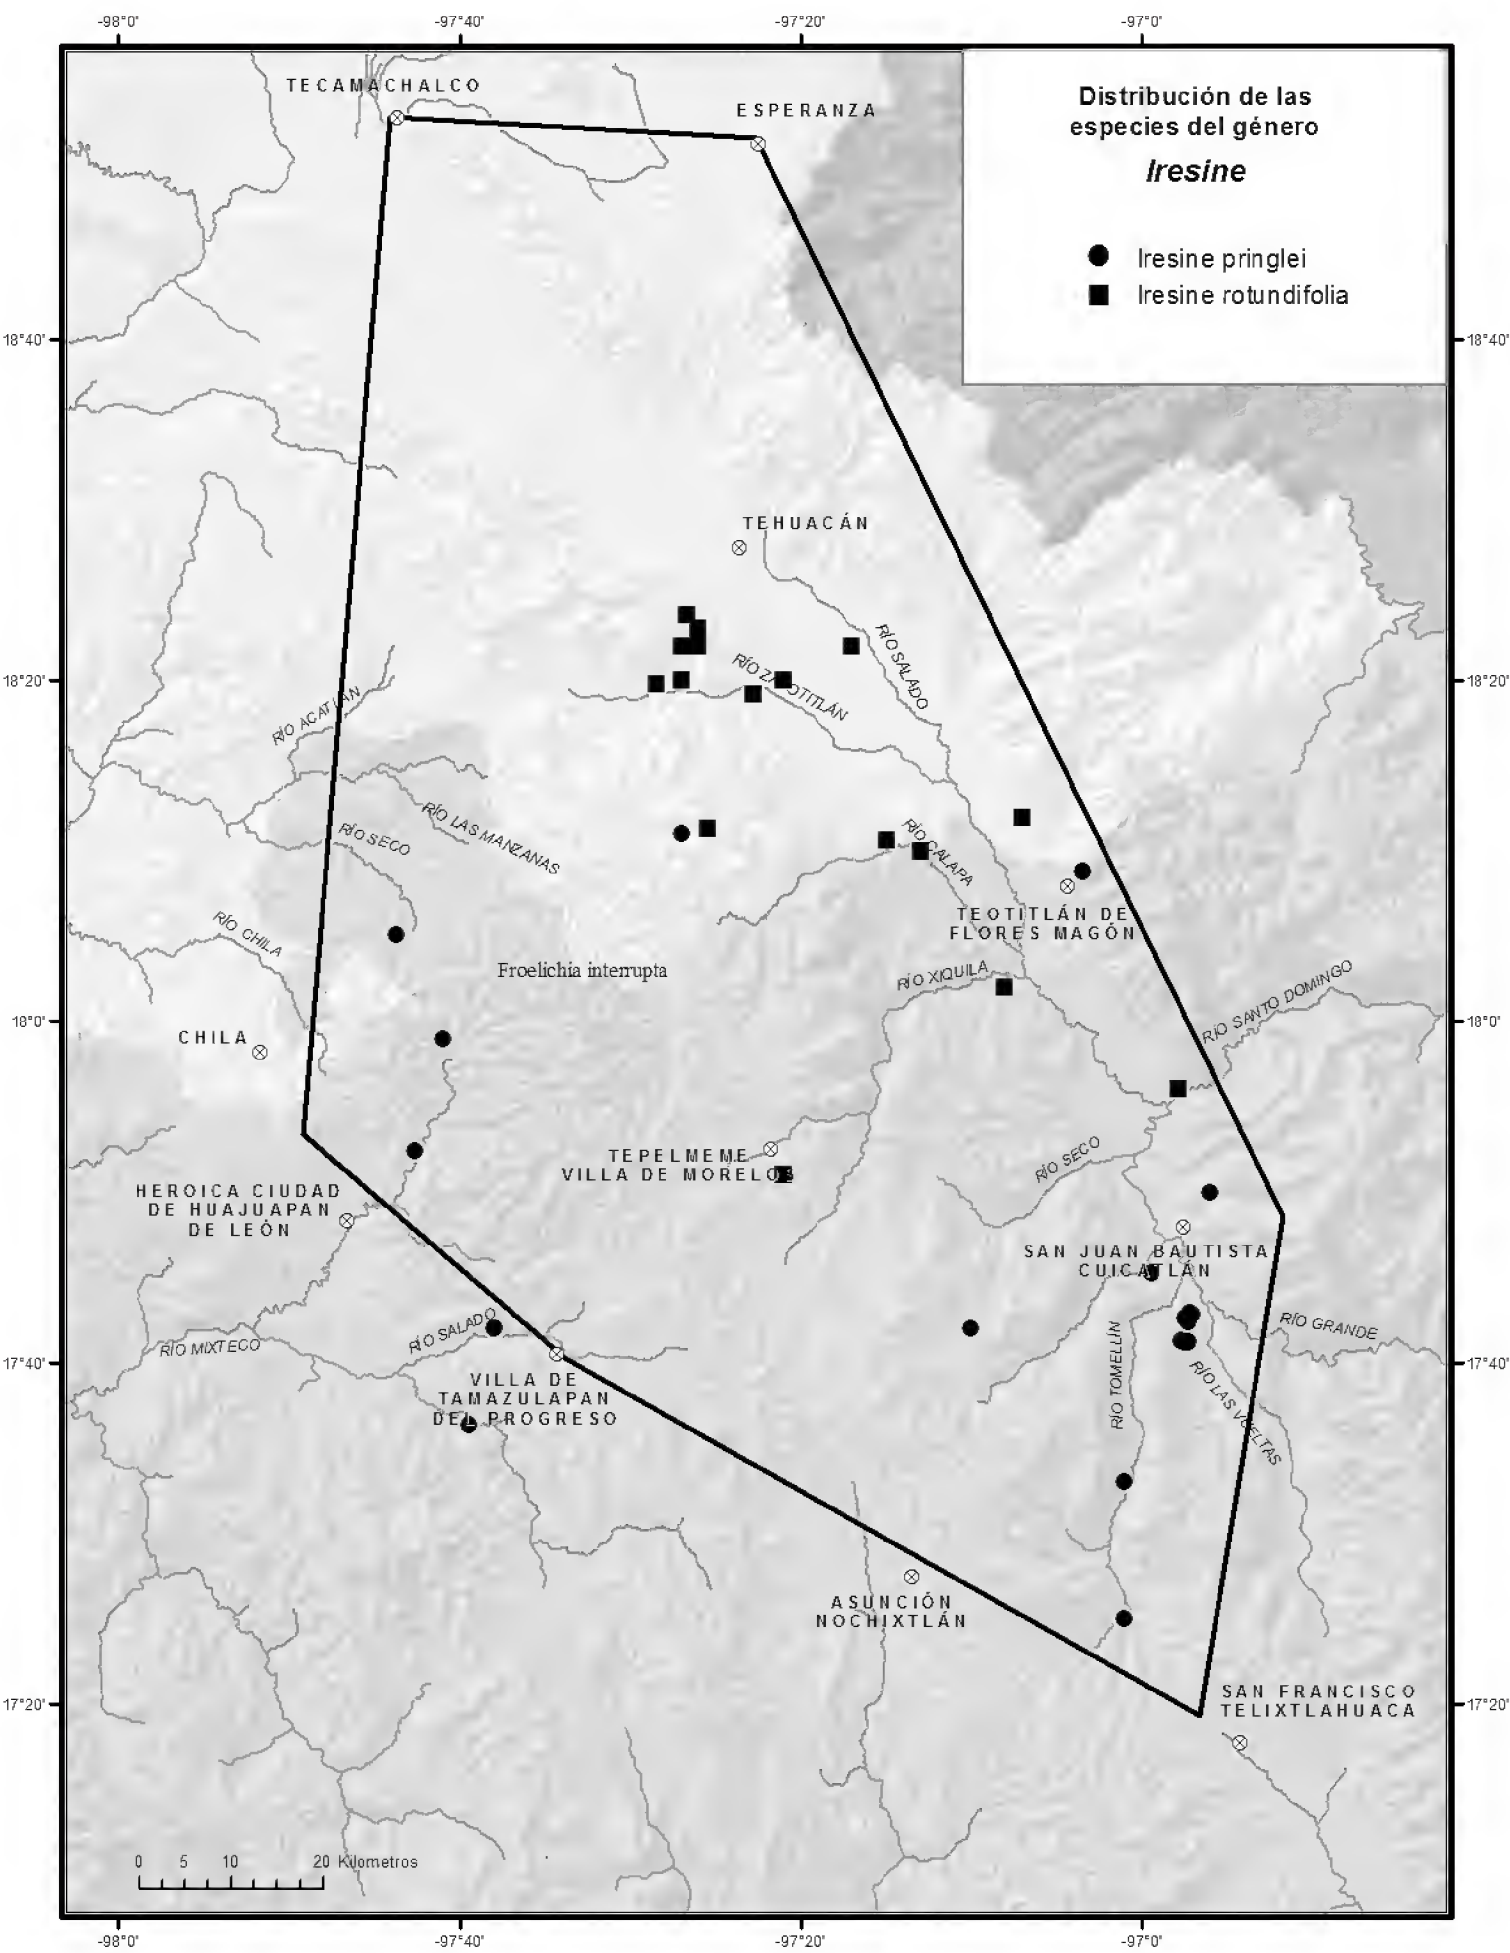 -98°0'
-97°40'
-97°20'
-97°0'
TECAMACHALCO
ESPERANZA
Distribución de las
especies del género
Iresine
Iresine pringlei
Iresine rotundifolia
18°40'
18°40'
TEHUACÁN
RÍO SALADO
RÍO ZAPOTITLÁN
18°20'
18°20'
RÍO ACATLÁN
RÍO LAS MANZANAS
RÍO SECO
RÍO CALAPA
TEOTITLÁN DE
FLORES MAGÓN
RÍO CHILA
Froelichia interrupta
RÍO XIQUILA
RÍO SANTO DOMINGO
18°0'
18°0'
CHILA
TEPELMEME
VILLA DE MORELOS
RÍO SECO
HEROICA CIUDAD
DE HUAJUAPAN
DE LEÓN
SAN JUAN BAUTISTA
CUICATLÁN
RÍO GRANDE
RÍO SALADO
RÍO MIXTECO
17°40'
17°40'
RÍO TOMELLÍN
RÍO LAS VUELTAS
VILLA DE
TAMAZULAPAN
DEL PROGRESO
ASUNCIÓN
NOCHIXTLÁN
SAN FRANCISCO
TELIXTLAHUACA
17°20'
17°20'
0 5 10 20 Kilometros
-98°0'
-97°40'
-97°20'
-97°0'